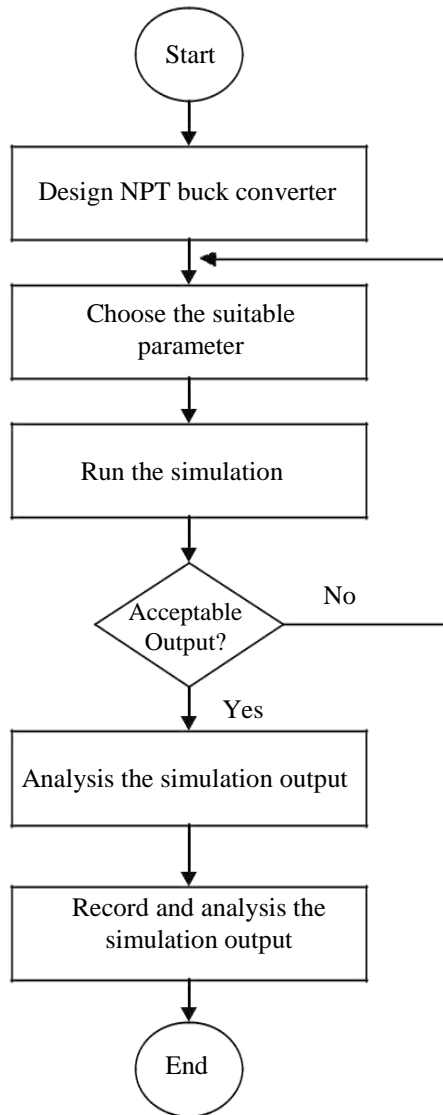 Start
Design NPT buck converter
Choose the suitable
parameter
Run the simulation
Acceptable
Output?
No
Yes
Analysis the simulation output
Record and analysis the
simulation output
End